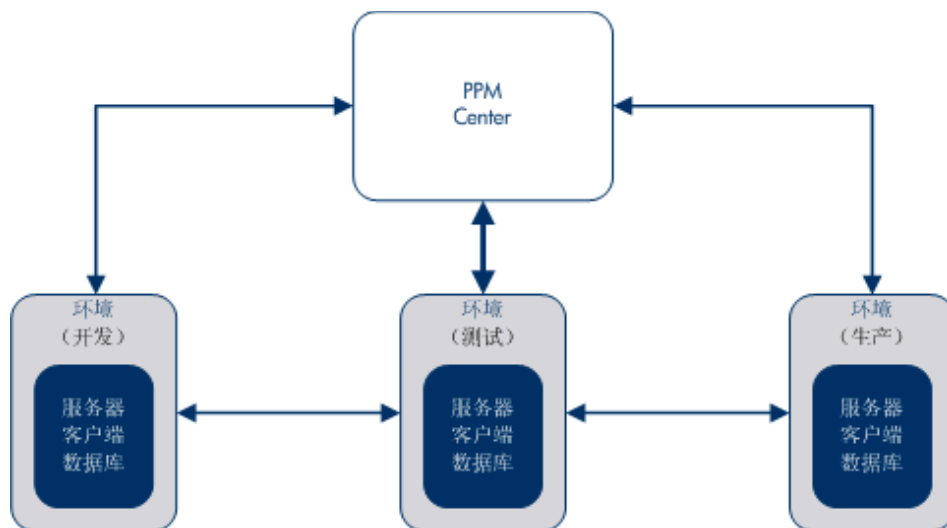 PPM
Center
环境
（开发）
服务器
客户端
数据库
环境
（测试）
服务器
客户端
数据库
环境
（生产）
服务器
客户端
数据库